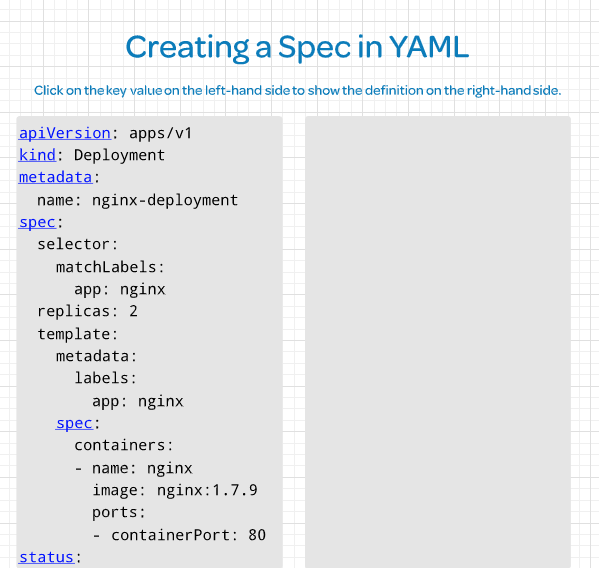 Creating a Spec in YAML
Click on the key value on the left-hand side to show the definition on the right-hand side.
apiVersion: apps/v1
kind: Deployment
metadata:
  name: nginx-deployment
spec:
  selector:
    matchLabels:
      app: nginx
  replicas: 2
  template:
    metadata:
      labels:
        app: nginx
    spec:
      containers:
      - name: nginx
        image: nginx:1.7.9
        ports:
        - containerPort: 80
status: